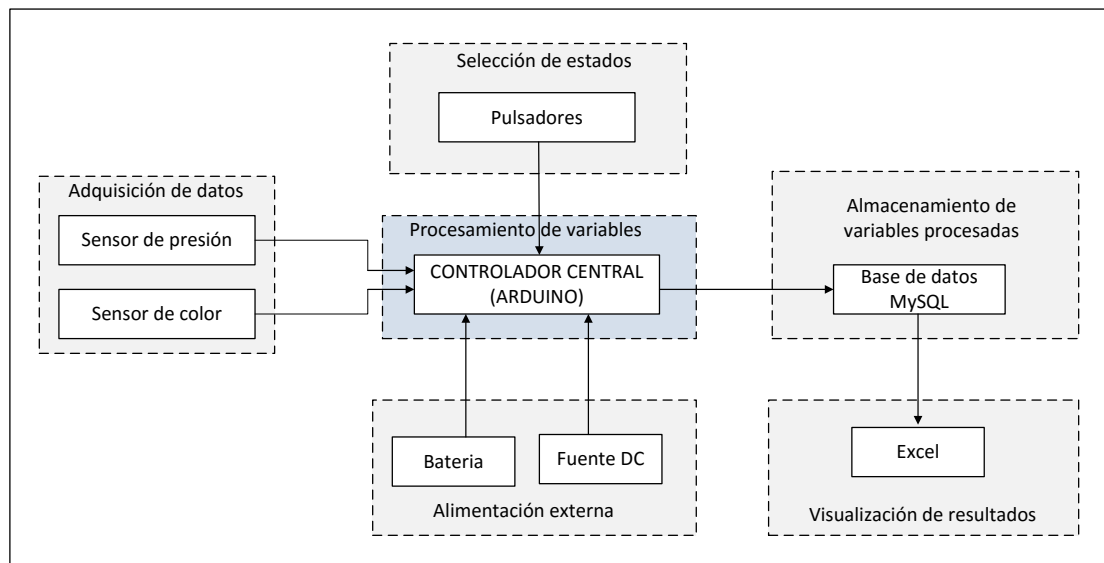 Selección de estados
Pulsadores
Adquisición de datos
Sensor de presión
Sensor de color
Procesamiento de variables
CONTROLADOR CENTRAL
(ARDUINO)
Almacenamiento de
variables procesadas
Base de datos
MySQL
Bateria
Fuente DC
Alimentación externa
Excel
Visualización de resultados